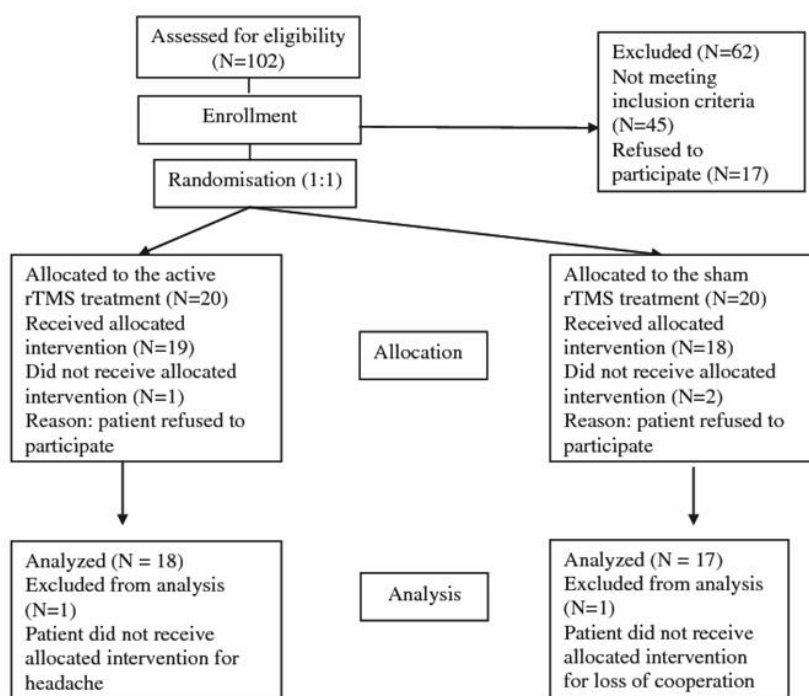 Assessed for eligibility
(N=102)
Excluded (N=62)
Not meeting
inclusion criteria
(N=45)
Refused to
participate (N=17)
Enrollment
Randomisation (1:1)
Allocated to the active
rTMS treatment (N=20)
Received allocated
intervention (N=19)
Did not receive allocated
intervention (N=1)
Reason: patient refused to
participate
Allocation
Allocated to the sham
rTMS treatment (N=20)
Received allocated
intervention (N=18)
Did not receive allocated
intervention (N=2)
Reason: patient refused to
participate
Analyzed (N = 18)
Excluded from analysis
(N=1)
Patient did not receive
allocated intervention for
headache
Analysis
Analyzed (N = 17)
Excluded from analysis
(N=1)
Patient did not receive
allocated intervention
for loss of cooperation